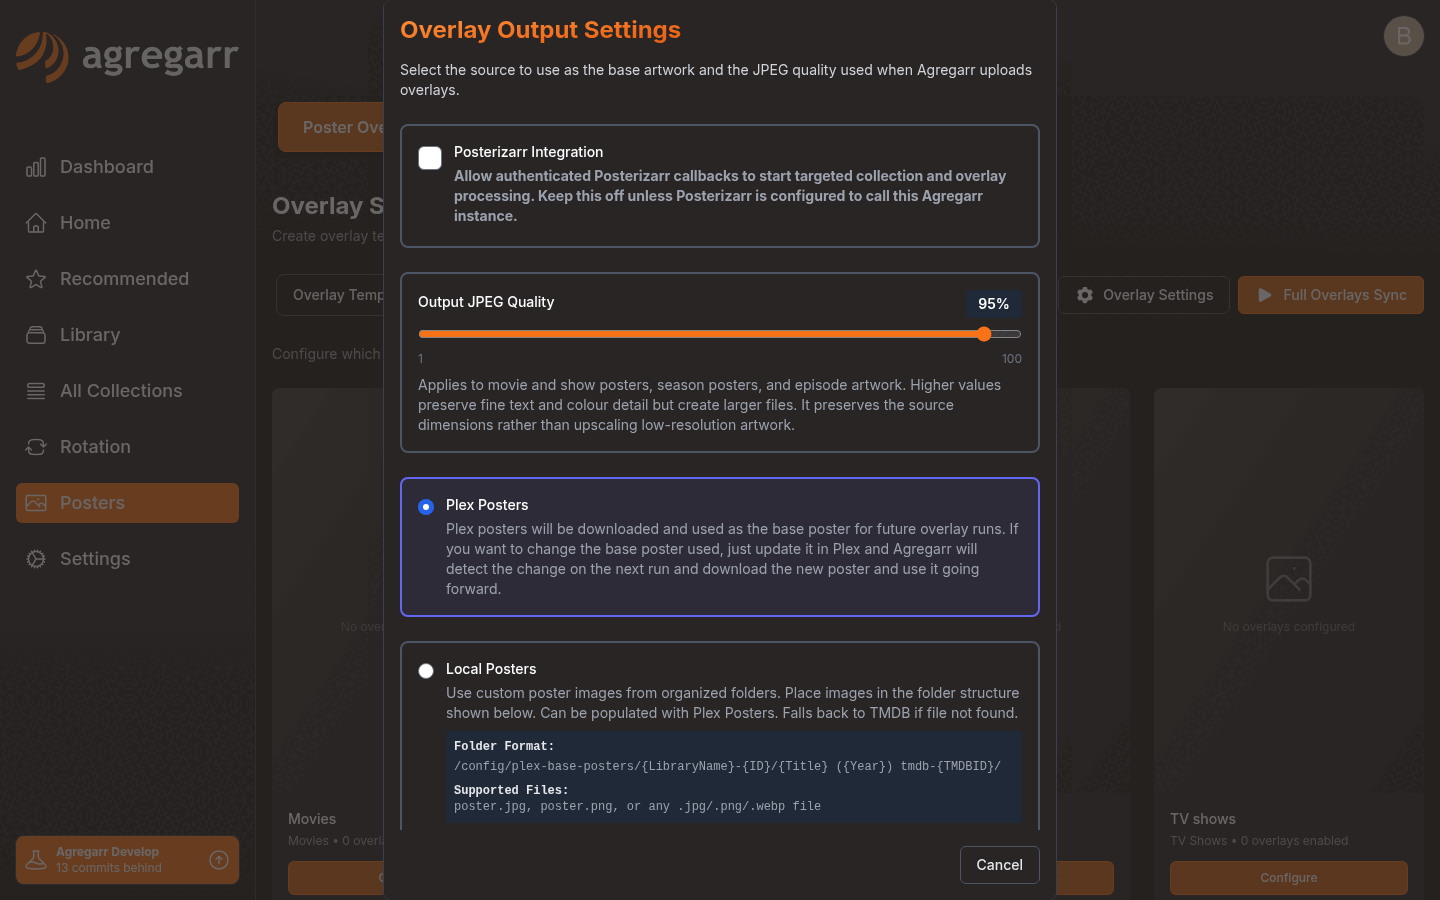 agregarr
Dashboard
Home
Recommended
Library
All Collections
Rotation
Posters
Settings
Agregarr Develop
13 commits behind
B
Poster Ove
Overlay S
Create overlay te
Overlay Temp
Overlay Settings
Full Overlays Sync
Configure which
No over
Movies
Movies • 0 overla
C
d
No overlays configured
TV shows
TV Shows • 0 overlays enabled
Configure
Overlay Output Settings
Select the source to use as the base artwork and the JPEG quality used when Agregarr uploads
overlays.
Posterizarr Integration
Allow authenticated Posterizarr callbacks to start targeted collection and overlay
processing. Keep this off unless Posterizarr is configured to call this Agregarr
instance.
Output JPEG Quality
95%
1
100
Applies to movie and show posters, season posters, and episode artwork. Higher values
preserve fine text and colour detail but create larger files. It preserves the source
dimensions rather than upscaling low-resolution artwork.
Plex Posters
Plex posters will be downloaded and used as the base poster for future overlay runs. If
you want to change the base poster used, just update it in Plex and Agregarr will
detect the change on the next run and download the new poster and use it going
forward.
Local Posters
Use custom poster images from organized folders. Place images in the folder structure
shown below. Can be populated with Plex Posters. Falls back to TMDB if file not found.
Folder Format:
/config/plex-base-posters/{LibraryName}-{ID}/{Title} ({Year}) tmdb-{TMDBID}/
Supported Files:
poster.jpg, poster.png, or any .jpg/.png/.webp file
Cancel